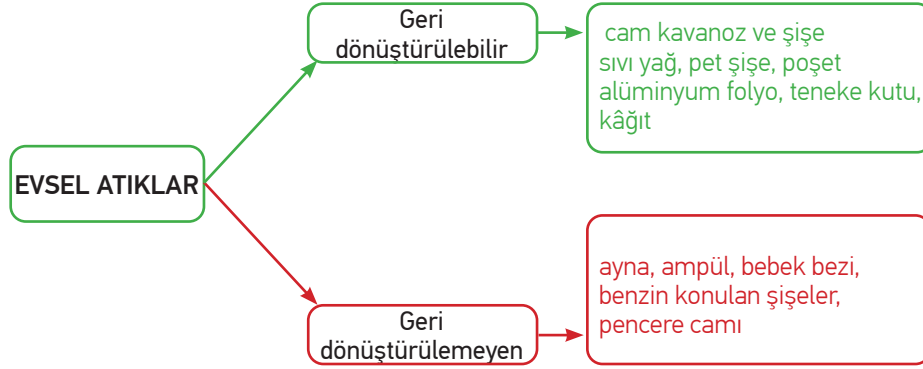 Geri
dönüştürülebilir
cam kavanoz ve şişe
sıvı yağ, pet şişe, poşet
alüminyum folyo, teneke kutu,
kâğıt
EVSEL ATIKLAR
Geri
dönüştürülemeyen
ayna, ampül, bebek bezi,
benzin konulan şişeler,
pencere camı